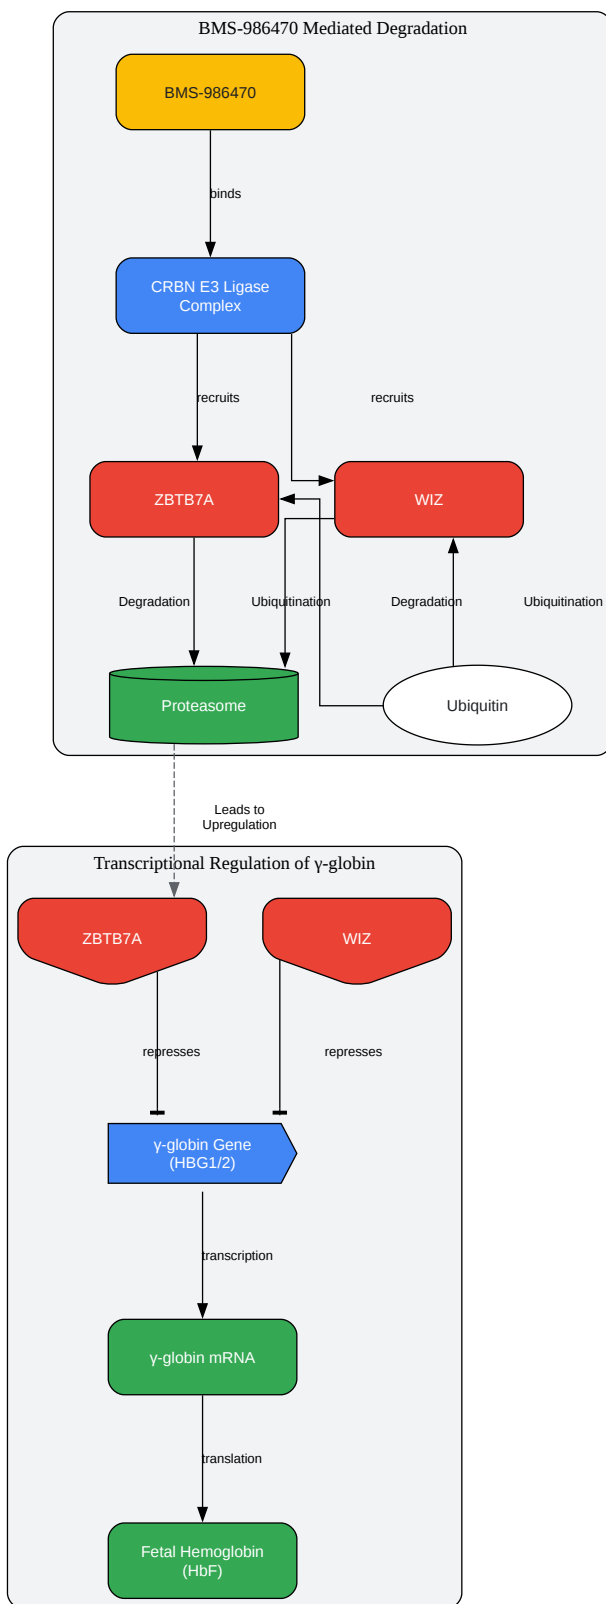 BMS-986470 Mediated Degradation
BMS-986470
binds
CRBN E3 Ligase
Complex
recruits
recruits
ZBTB7A
WIZ
Degradation
Ubiquitination
Degradation
Ubiquitination
Proteasome
Ubiquitin
Leads to
Upregulation
Transcriptional Regulation of γ-globin
ZBTB7A
WIZ
represses
represses
γ-globin Gene
(HBG1/2)
transcription
γ-globin mRNA
translation
Fetal Hemoglobin
(HbF)